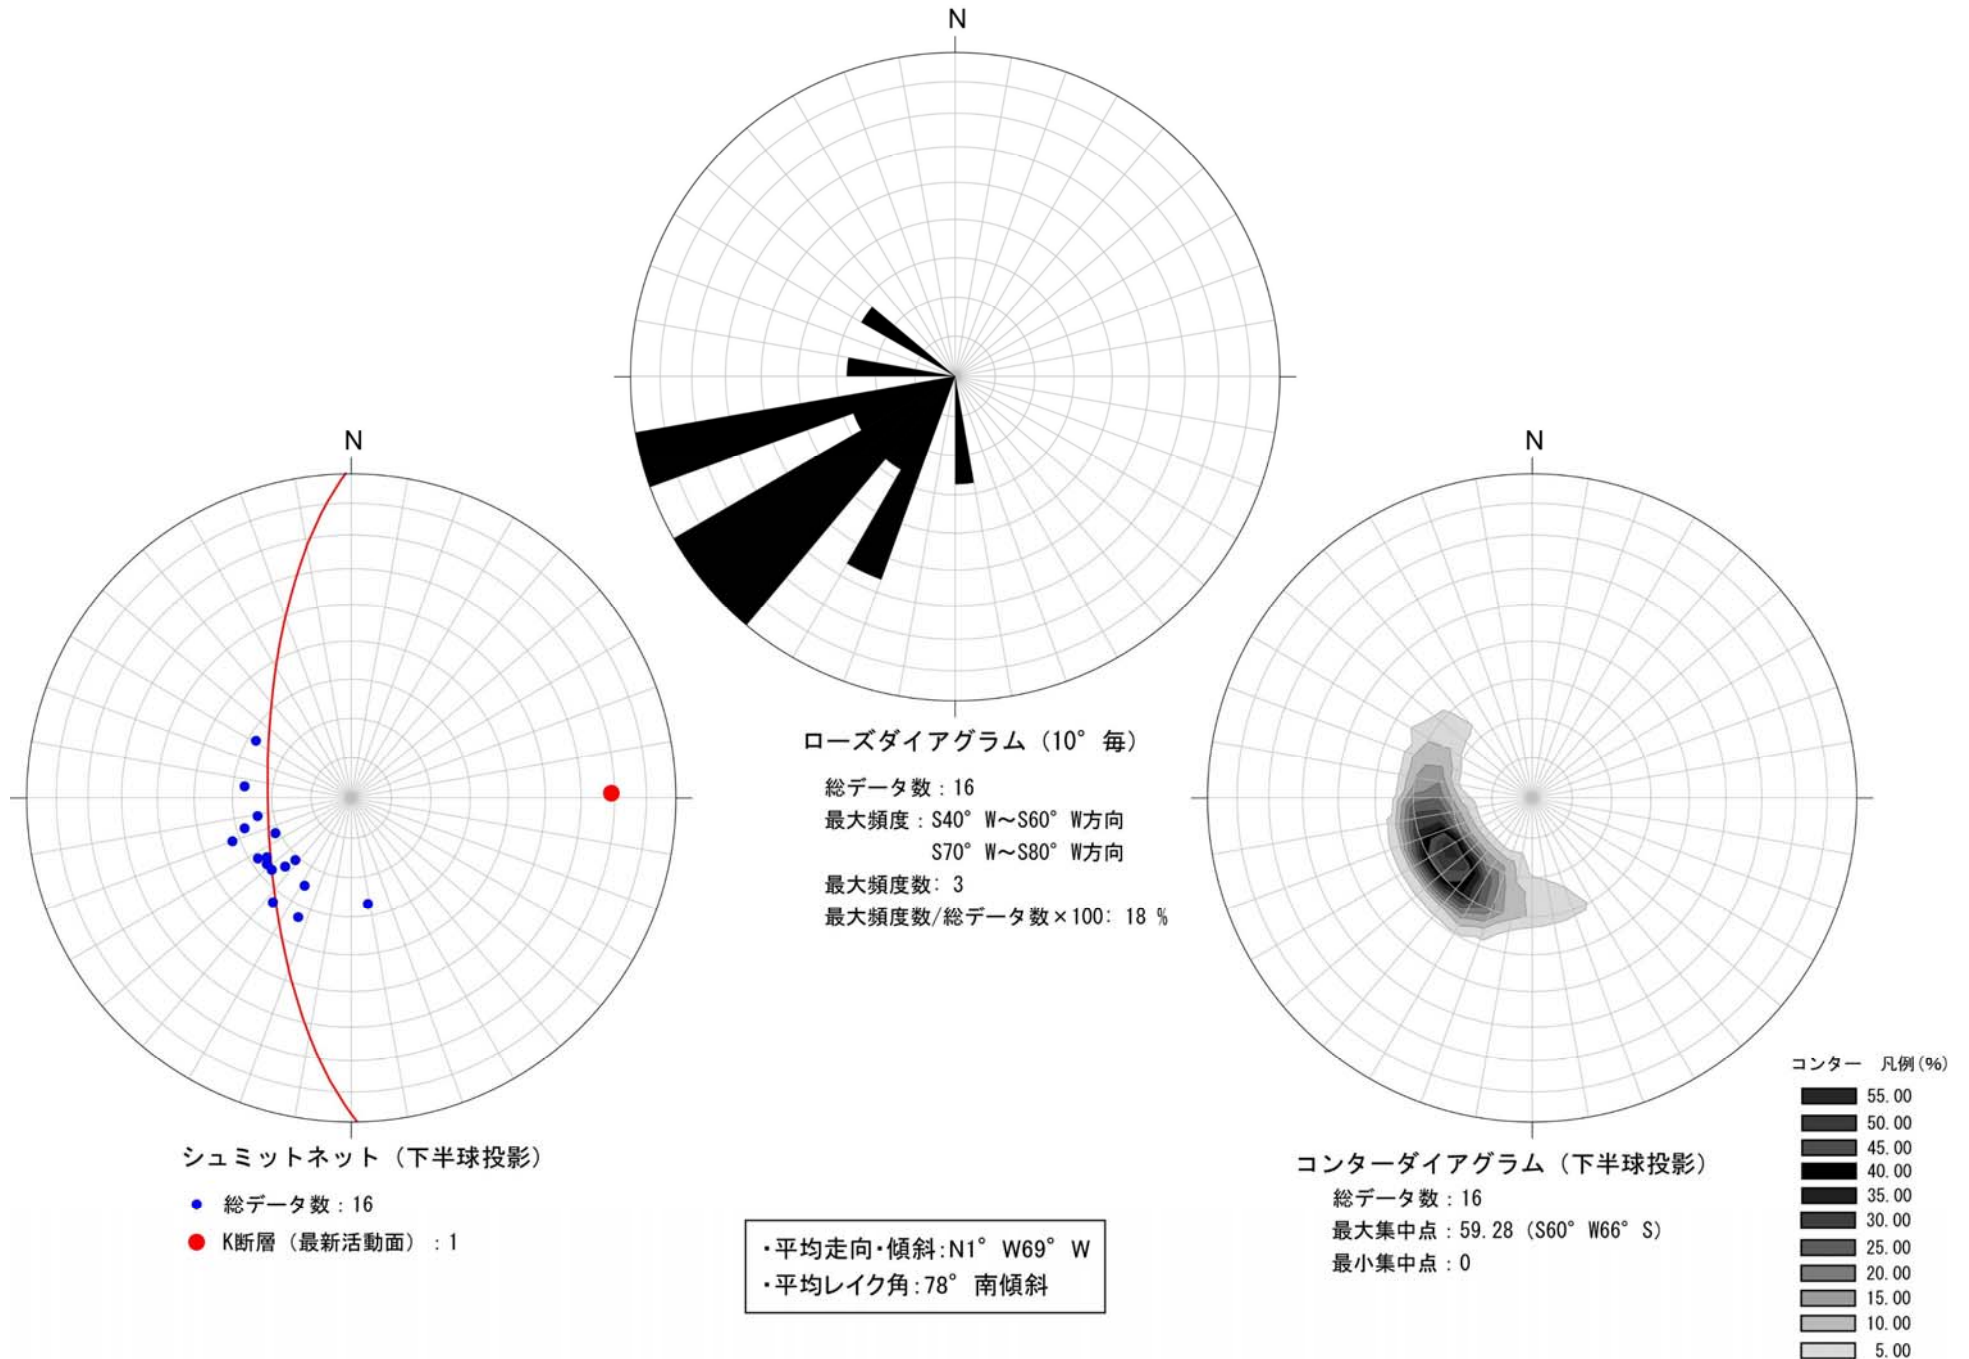 N
ローズダイアグラム（10°毎）
総データ数：16
最大頻度：S40°W～S60°W方向
S70°W～S80°W方向
最大頻度数：3
最大頻度数/総データ数×100：18 %
N
シュミットネット（下半球投影）
総データ数：16
K断層（最新活動面）：1
・平均走向・傾斜：N1°W69°W
・平均レイク角：78°南傾斜
N
コンターダイアグラム（下半球投影）
総データ数：16
最大集中点：59.28（S60°W66°S）
最小集中点：0
コンター　凡例(%)
55.00
50.00
45.00
40.00
35.00
30.00
25.00
20.00
15.00
10.00
5.00